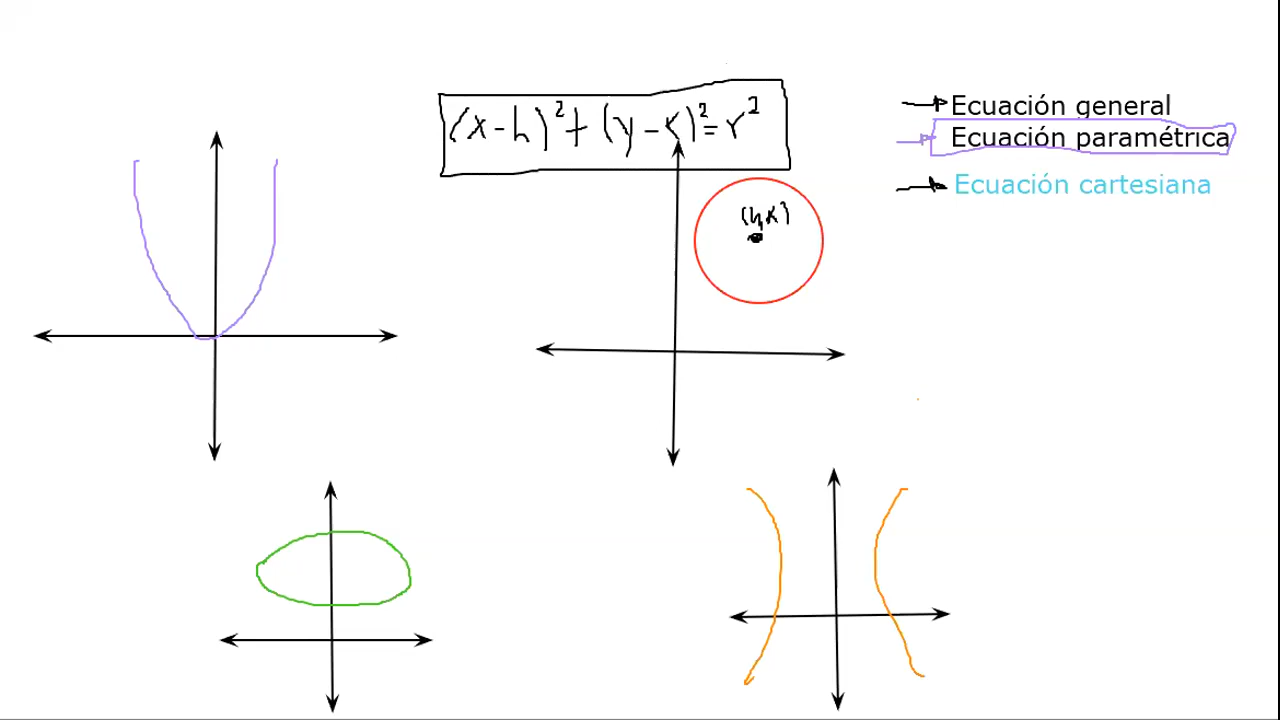 (x-h)²+(y-k)²=r²
Ecuación general
Ecuación paramétrica
Ecuación cartesiana
(h,k)